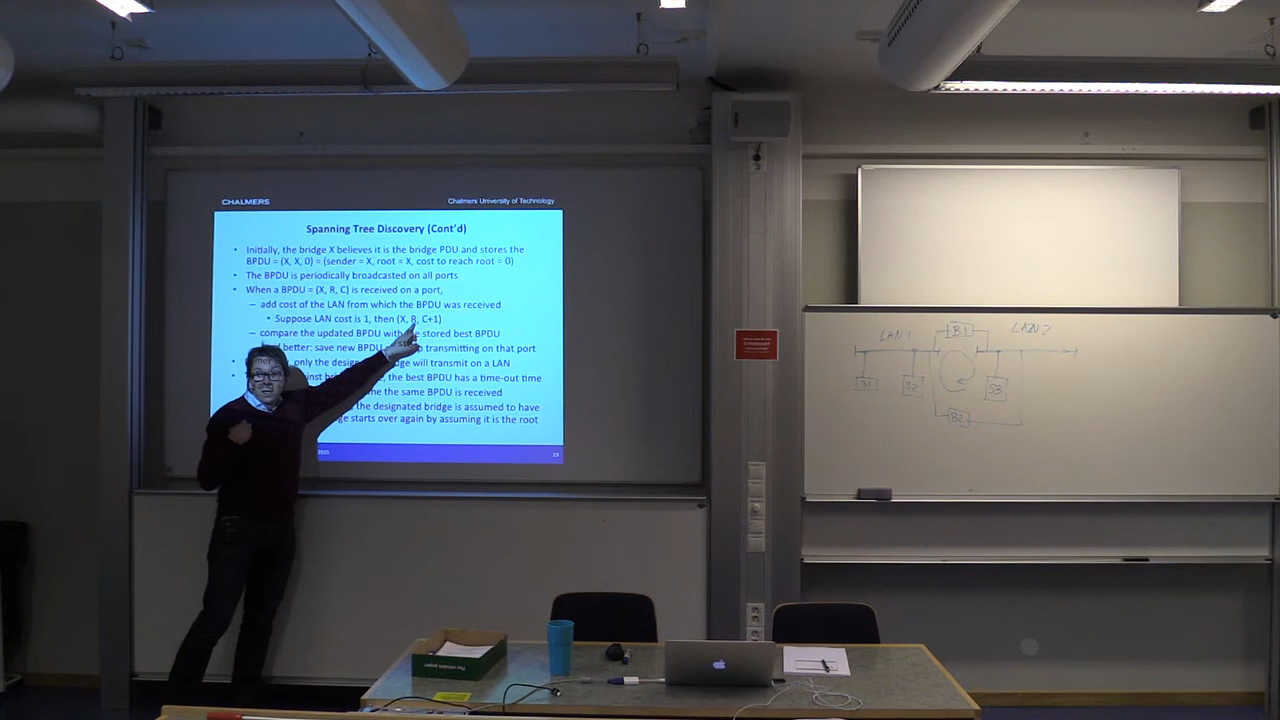 CHALMERS
Chalmers University of Technology
Spanning Tree Discovery (Cont'd)
• Initially, the bridge X believes it is the bridge PDU and stores the
BPDU = (X, X, 0) = (sender = X, root = X, cost to reach root = 0)
• The BPDU is periodically broadcasted on all ports
• When a BPDU = (X, R, C) is received on a port,
– add cost of the LAN from which the BPDU was received
• Suppose LAN cost is 1, then (X, R, C+1)
– compare the updated BPDU with the stored best BPDU
better: save new BPDU transmitting on that port
only the designated bridge will transmit on a LAN
the best BPDU has a time-out time
the same BPDU is received
the designated bridge is assumed to have
starts over again by assuming it is the root
2015
LAN 1
B1
LAN 2
S1
S2
S3
B2